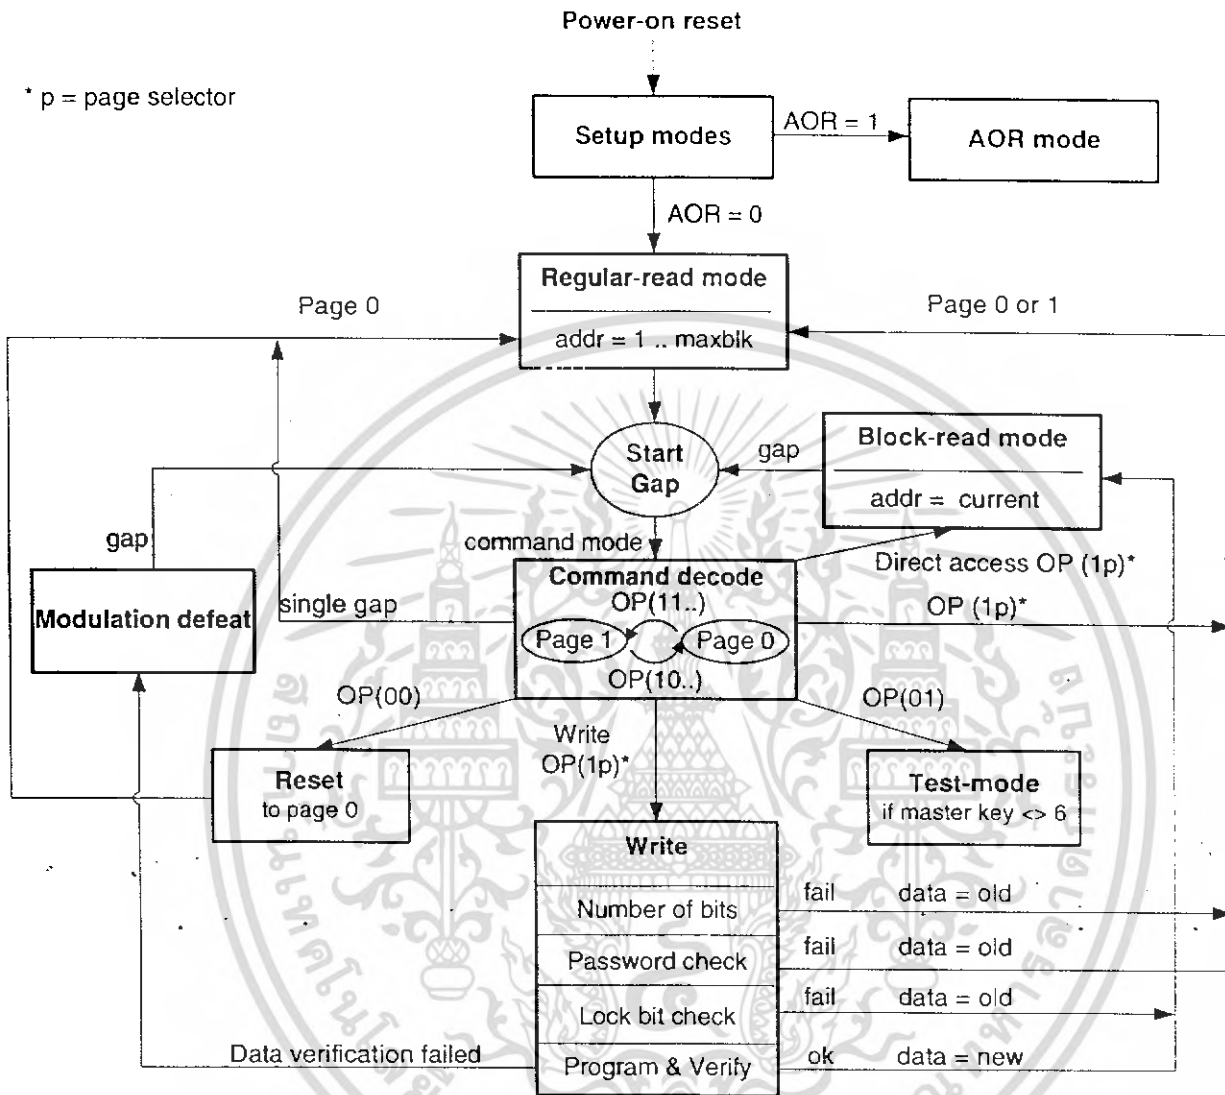 Power-on reset
* p = page selector
Setup modes
AOR = 1
AOR mode
AOR = 0
Regular-read mode
addr = 1 .. maxblk
Page 0
Page 0 or 1
Start
Gap
gap
Block-read mode
addr = current
gap
command mode
Direct access OP (1p)*
Modulation defeat
single gap
Command decode
OP(11..)
Page 1
Page 0
OP(10..)
OP (1p)*
OP(00)
OP(01)
Write
OP(1p)*
Reset
to page 0
Test-mode
if master key <> 6
Write
Number of bits
fail data = old
Password check
fail data = old
Lock bit check
fail data = old
Data verification failed
Program & Verify
ok data = new